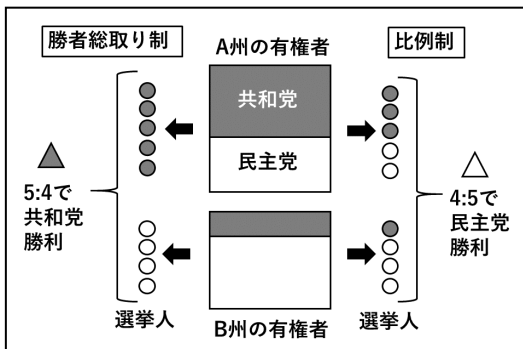 勝者総取り制
A州の有権者
比例制
共和党
民主党
5:4で
共和党
勝利
4:5で
民主党
勝利
選挙人
B州の有権者
選挙人